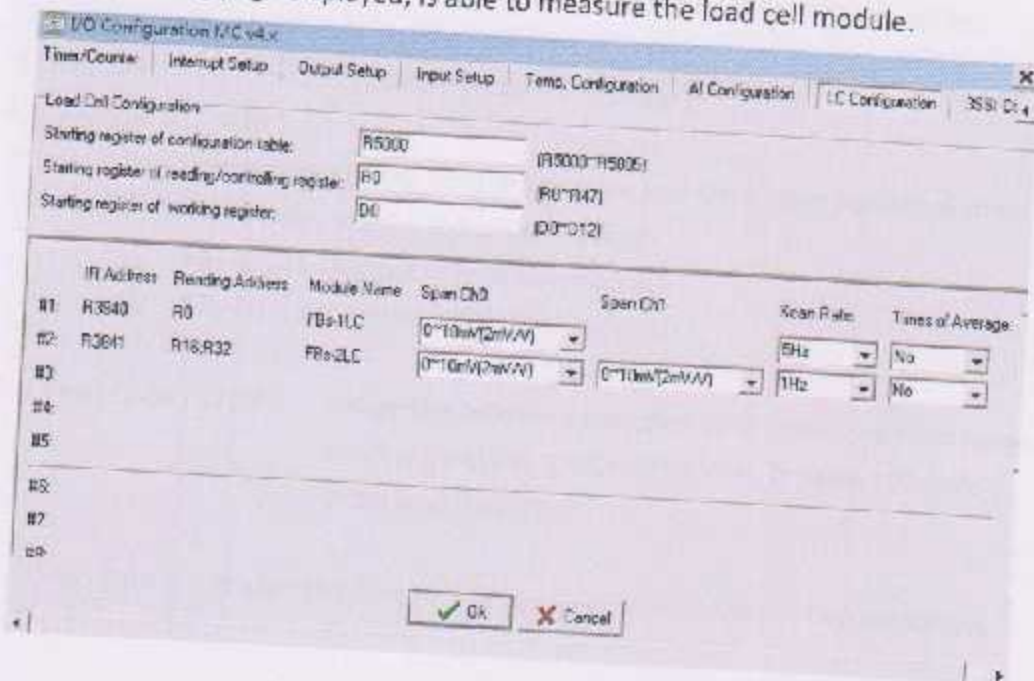 is able to measure the load cell module.
I/O Configuration MC v4.x
Timer/Counter Interrupt Setup Output Setup Input Setup Temp. Configuration AI Configuration LC Configuration
Load Cell Configuration
Starting register of configuration table: R5000 (R5000~R5005)
Starting register of reading/controlling register: R0 (R0~R47)
Starting register of working register: D0 (D0~D12)
IR Address Reading Address Module Name Span Ch0 Span Ch1 Scan Rate Times of Average
#1: R3840 R0 FBs-1LC 0~10mV(2mV/V) 5Hz No
#2: R3841 R16;R32 FBs-2LC 0~10mV(2mV/V) 0~10mV(2mV/V) 1Hz No
#3:
#4:
#5
#6:
#7
Ok Cancel